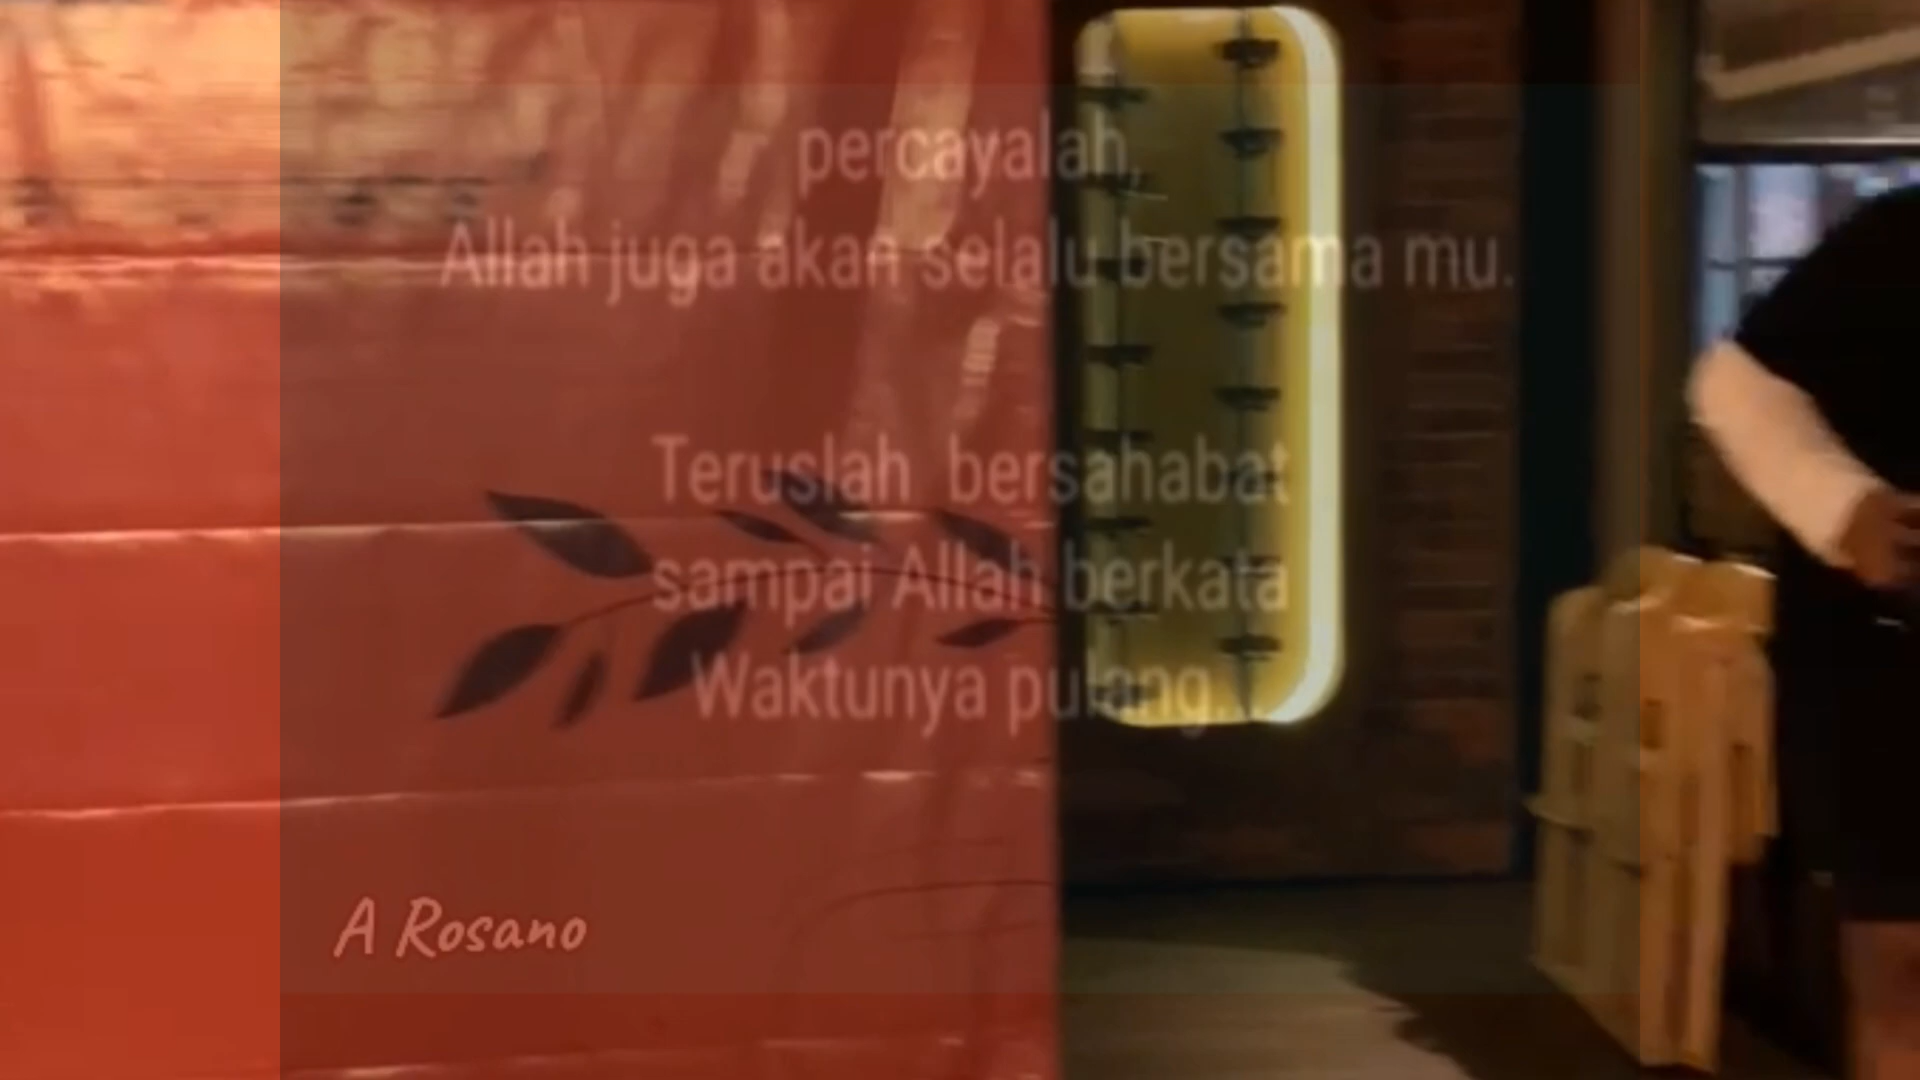 percayalah,
Allah juga akan selalu bersama mu.
Teruslah bersahabat
sampai Allah berkata
Waktunya pulang..
A Rosano